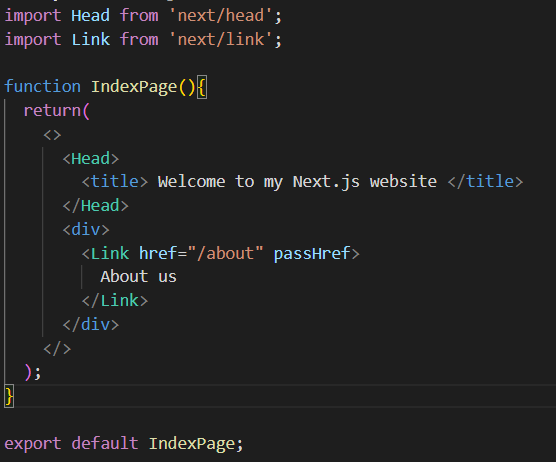 import Head from 'next/head';
import Link from 'next/link';

function IndexPage(){
  return(
    <>
      <Head>
        <title> Welcome to my Next.js website </title>
      </Head>
      <div>
        <Link href="/about" passHref>
          About us
        </Link>
      </div>
    </>
  );
}

export default IndexPage;